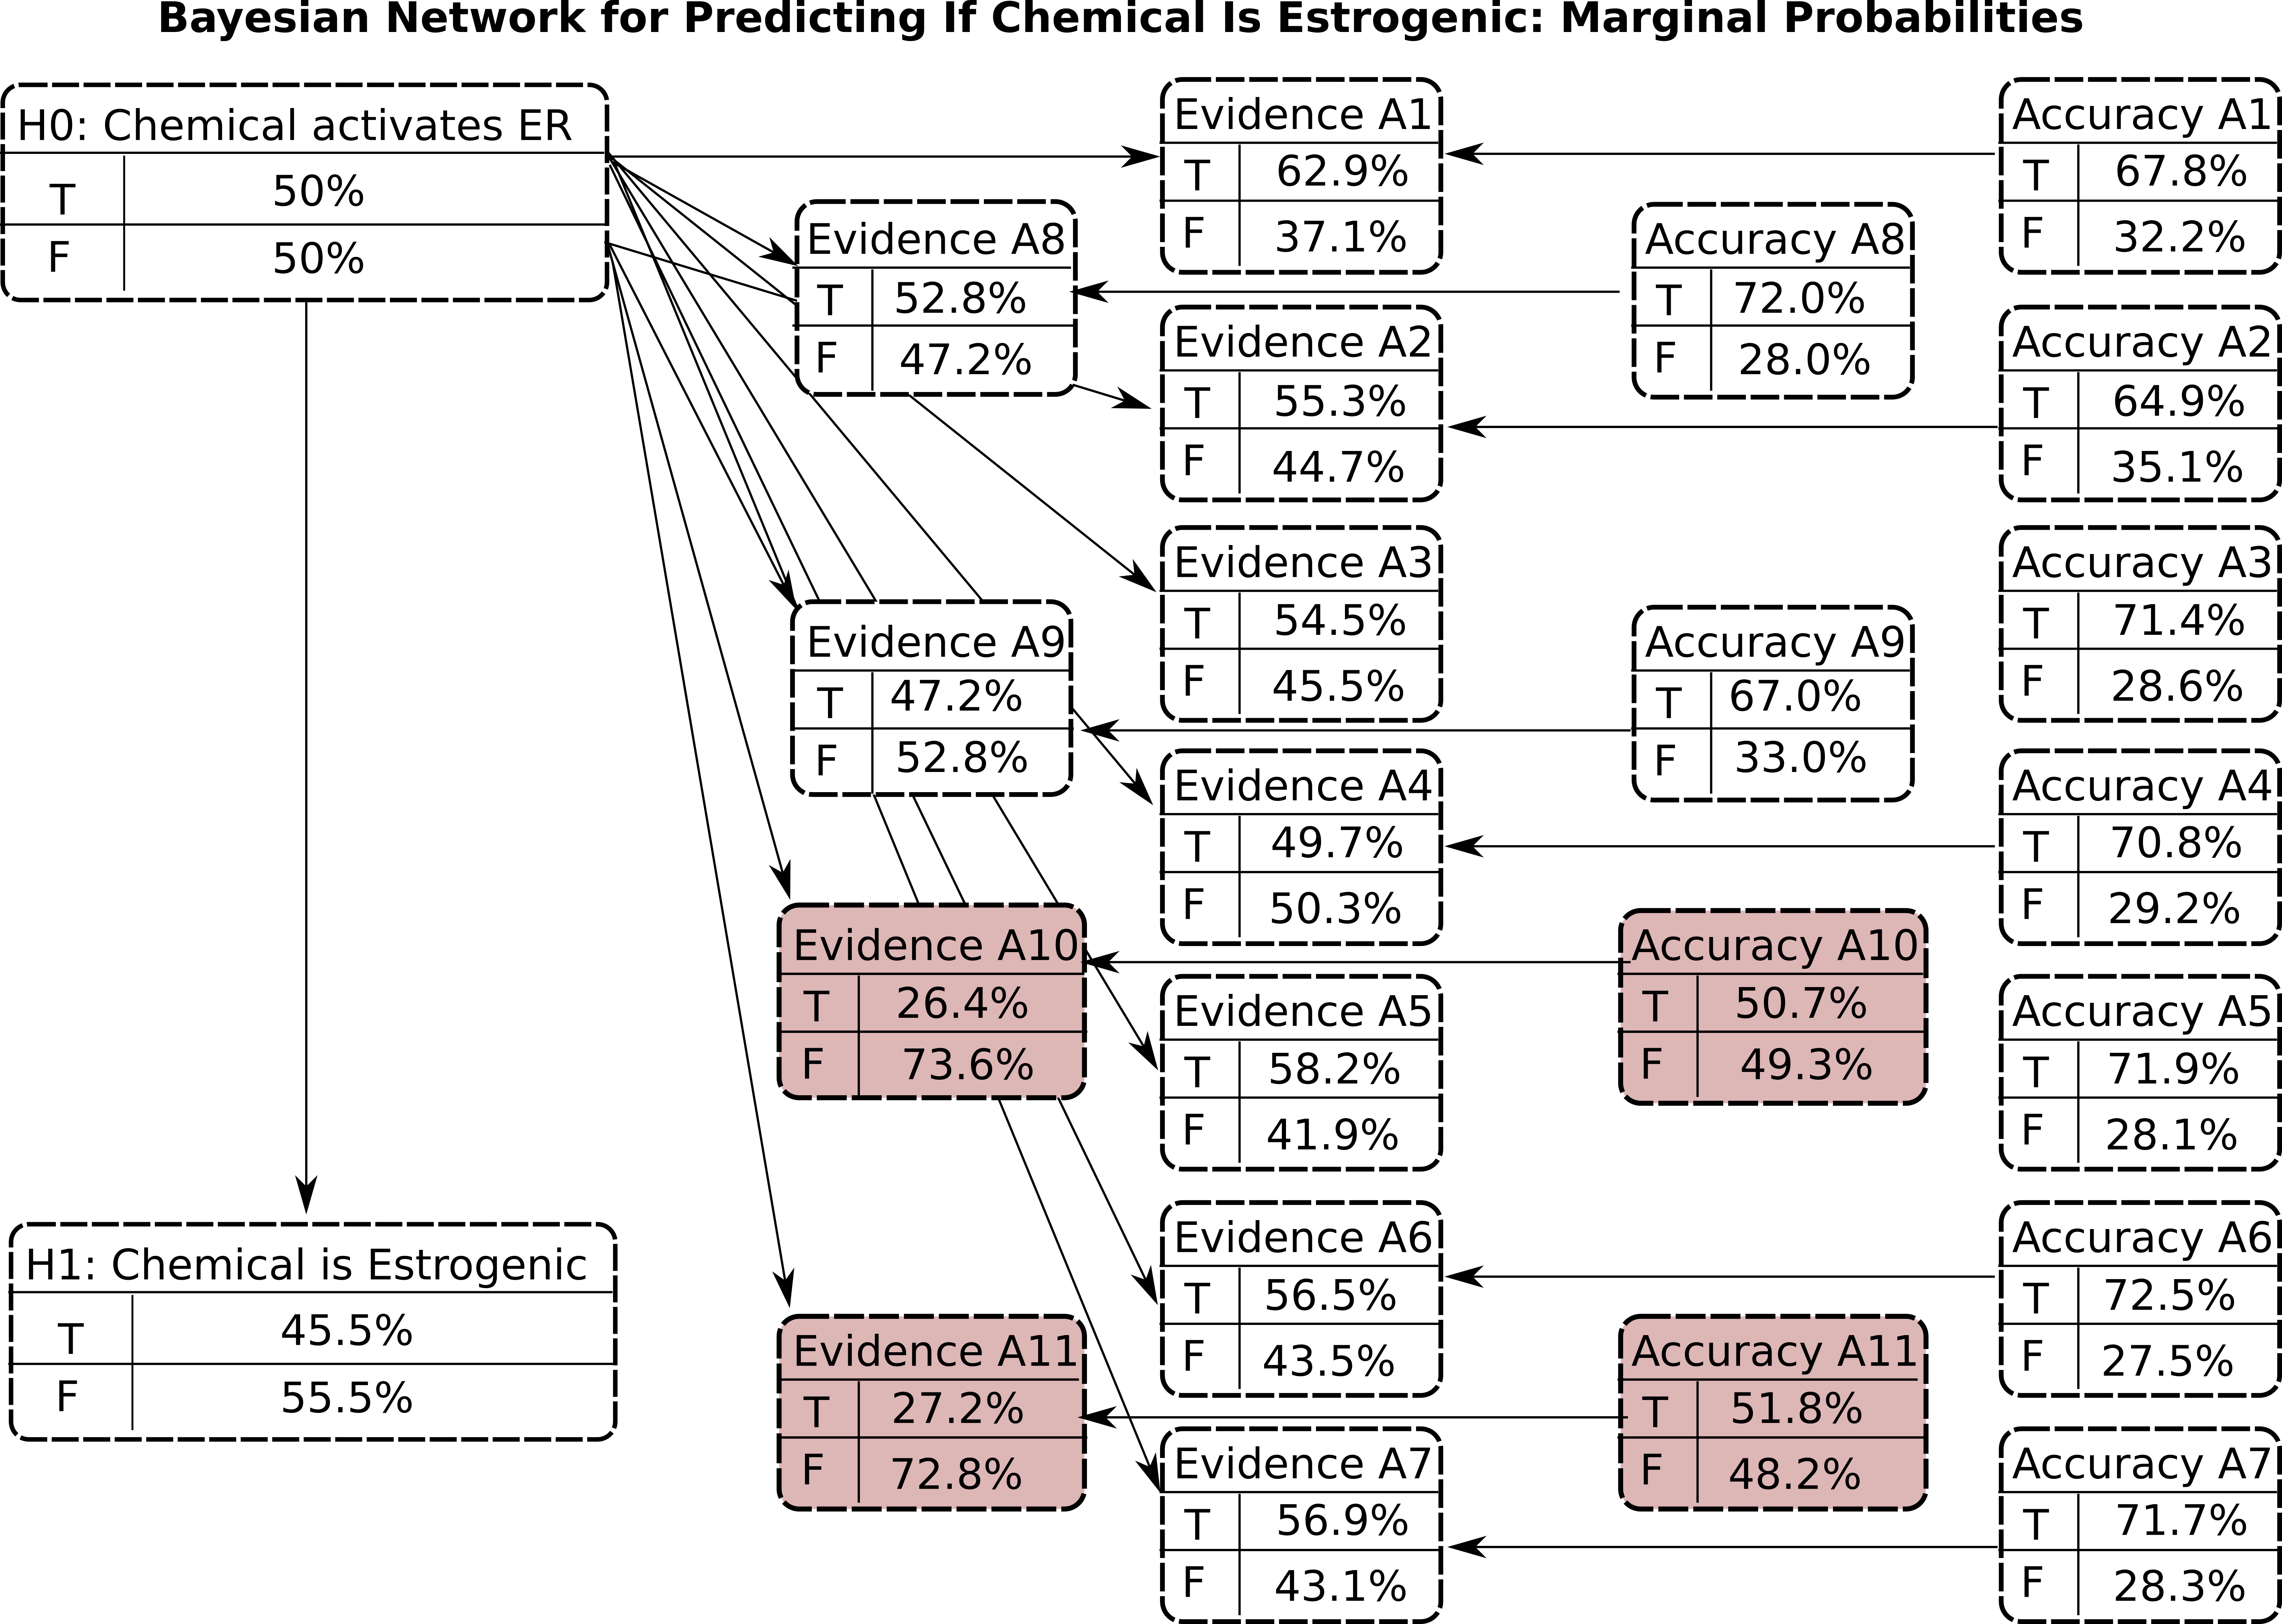 Bayesian Network for Predicting If Chemical Is Estrogenic: Marginal Probabilities
H0: Chemical activates ER
T 50%
F 50%
H1: Chemical is Estrogenic
T 45.5%
F 55.5%
Evidence A8
T 52.8%
F 47.2%
Evidence A9
T 47.2%
F 52.8%
Evidence A10
T 26.4%
F 73.6%
Evidence A11
T 27.2%
F 72.8%
Evidence A1
T 62.9%
F 37.1%
Evidence A2
T 55.3%
F 44.7%
Evidence A3
T 54.5%
F 45.5%
Evidence A4
T 49.7%
F 50.3%
Evidence A5
T 58.2%
F 41.9%
Evidence A6
T 56.5%
F 43.5%
Evidence A7
T 56.9%
F 43.1%
Accuracy A8
T 72.0%
F 28.0%
Accuracy A9
T 67.0%
F 33.0%
Accuracy A10
T 50.7%
F 49.3%
Accuracy A11
T 51.8%
F 48.2%
Accuracy A1
T 67.8%
F 32.2%
Accuracy A2
T 64.9%
F 35.1%
Accuracy A3
T 71.4%
F 28.6%
Accuracy A4
T 70.8%
F 29.2%
Accuracy A5
T 71.9%
F 28.1%
Accuracy A6
T 72.5%
F 27.5%
Accuracy A7
T 71.7%
F 28.3%